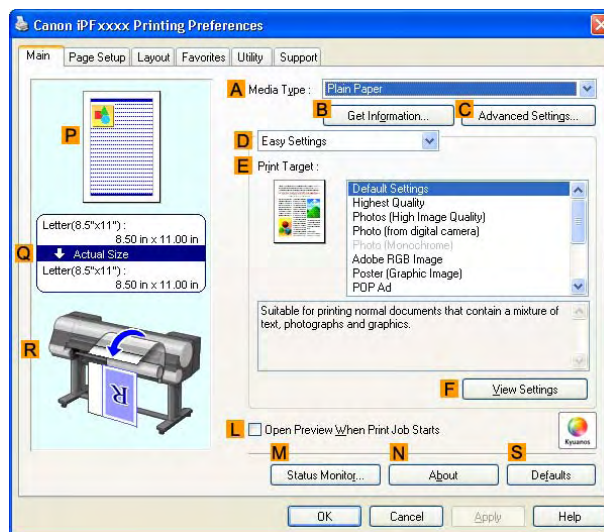 Canon iPFxxxx Printing Preferences
Main Page Setup Layout Favorites Utility Support
A Media Type : Plain Paper
B Get Information... C Advanced Settings...
D Easy Settings
E Print Target :
P
Default Settings
Highest Quality
Photos (High Image Quality)
Photo (from digital camera)
Photo (Monochrome)
Adobe RGB Image
Poster (Graphic Image)
POP Ad
Letter(8.5"x11") :
8.50 in x 11.00 in
Q Actual Size
Letter(8.5"x11") :
8.50 in x 11.00 in
Suitable for printing normal documents that contain a mixture of
text, photographs and graphics.
R
R
F View Settings
L Open Preview When Print Job Starts
Kyuanos
M Status Monitor... N About S Defaults
OK Cancel Apply Help